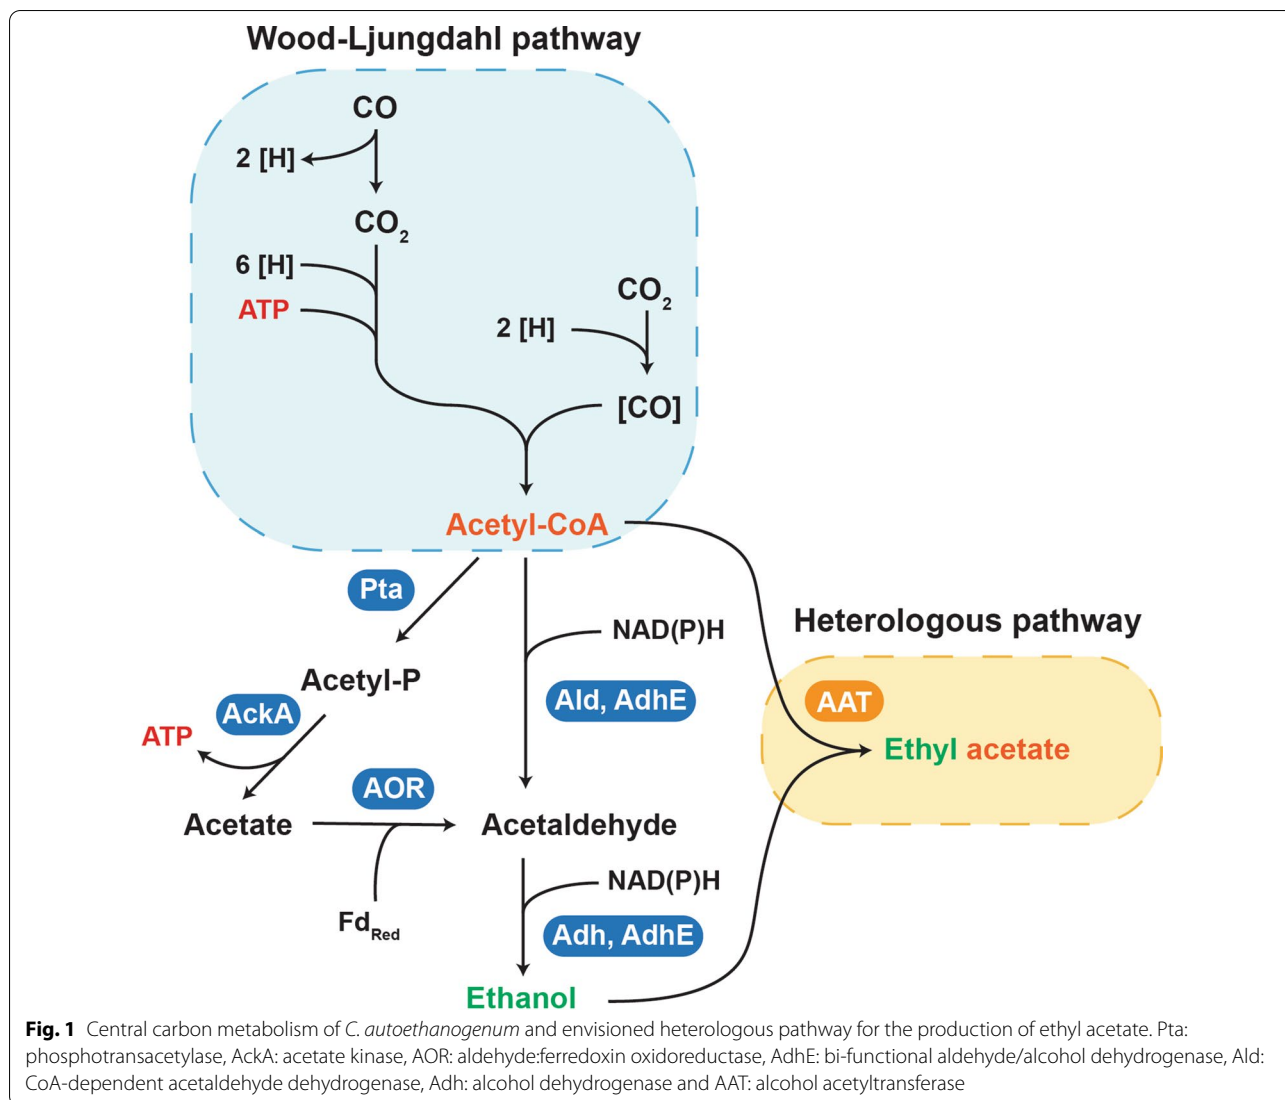 Wood-Ljungdahl pathway
CO
2 [H]
CO2
6 [H]
ATP
CO2
2 [H]
[CO]
Acetyl-CoA
Pta
NAD(P)H
Heterologous pathway
Acetyl-P
Ald, AdhE
AAT
AckA
ATP
Ethyl acetate
AOR
Acetate
Acetaldehyde
NAD(P)H
FdRed
Adh, AdhE
Ethanol
Fig. 1 Central carbon metabolism of C. autoethanogenum and envisioned heterologous pathway for the production of ethyl acetate. Pta:
phosphotransacetylase, AckA: acetate kinase, AOR: aldehyde:ferredoxin oxidoreductase, AdhE: bi-functional aldehyde/alcohol dehydrogenase, Ald:
CoA-dependent acetaldehyde dehydrogenase, Adh: alcohol dehydrogenase and AAT: alcohol acetyltransferase